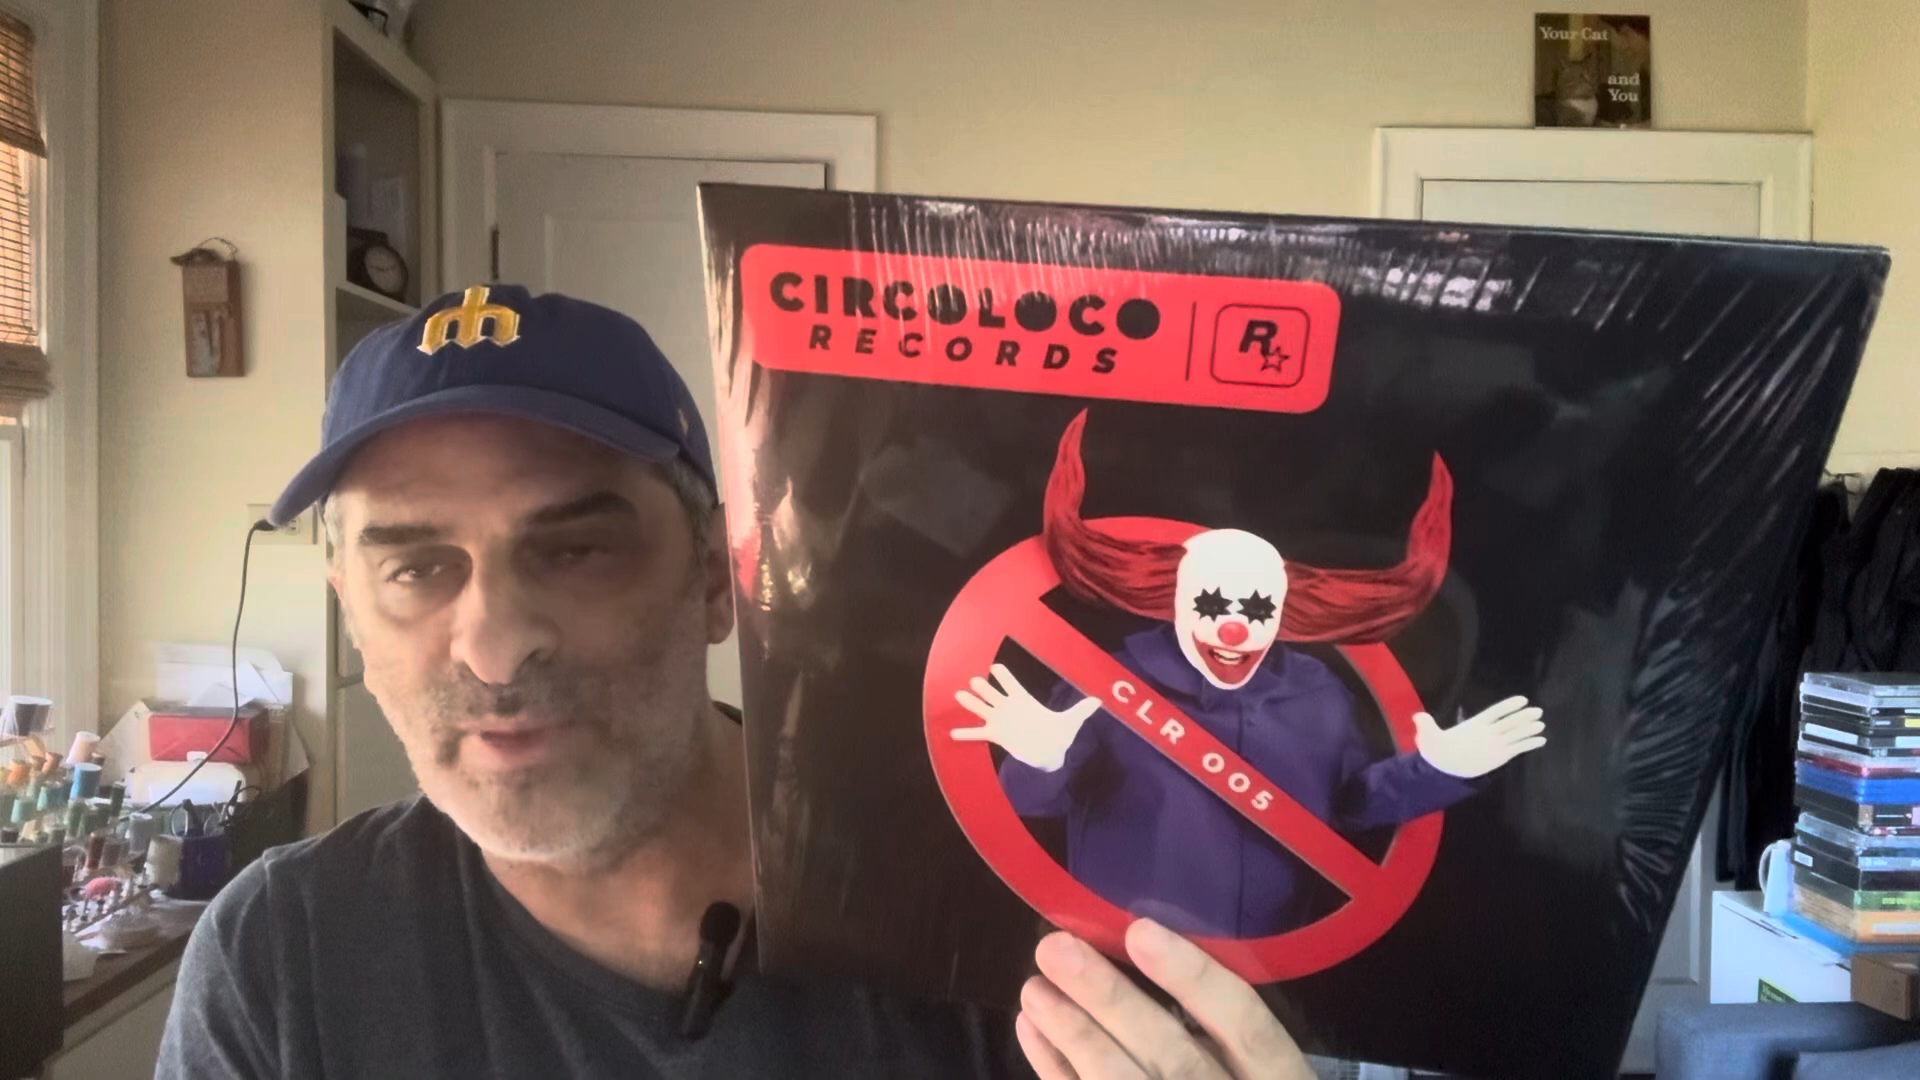 Your Cat
and
You
CIRCOLOCO
RECORDS
R
CLR 005